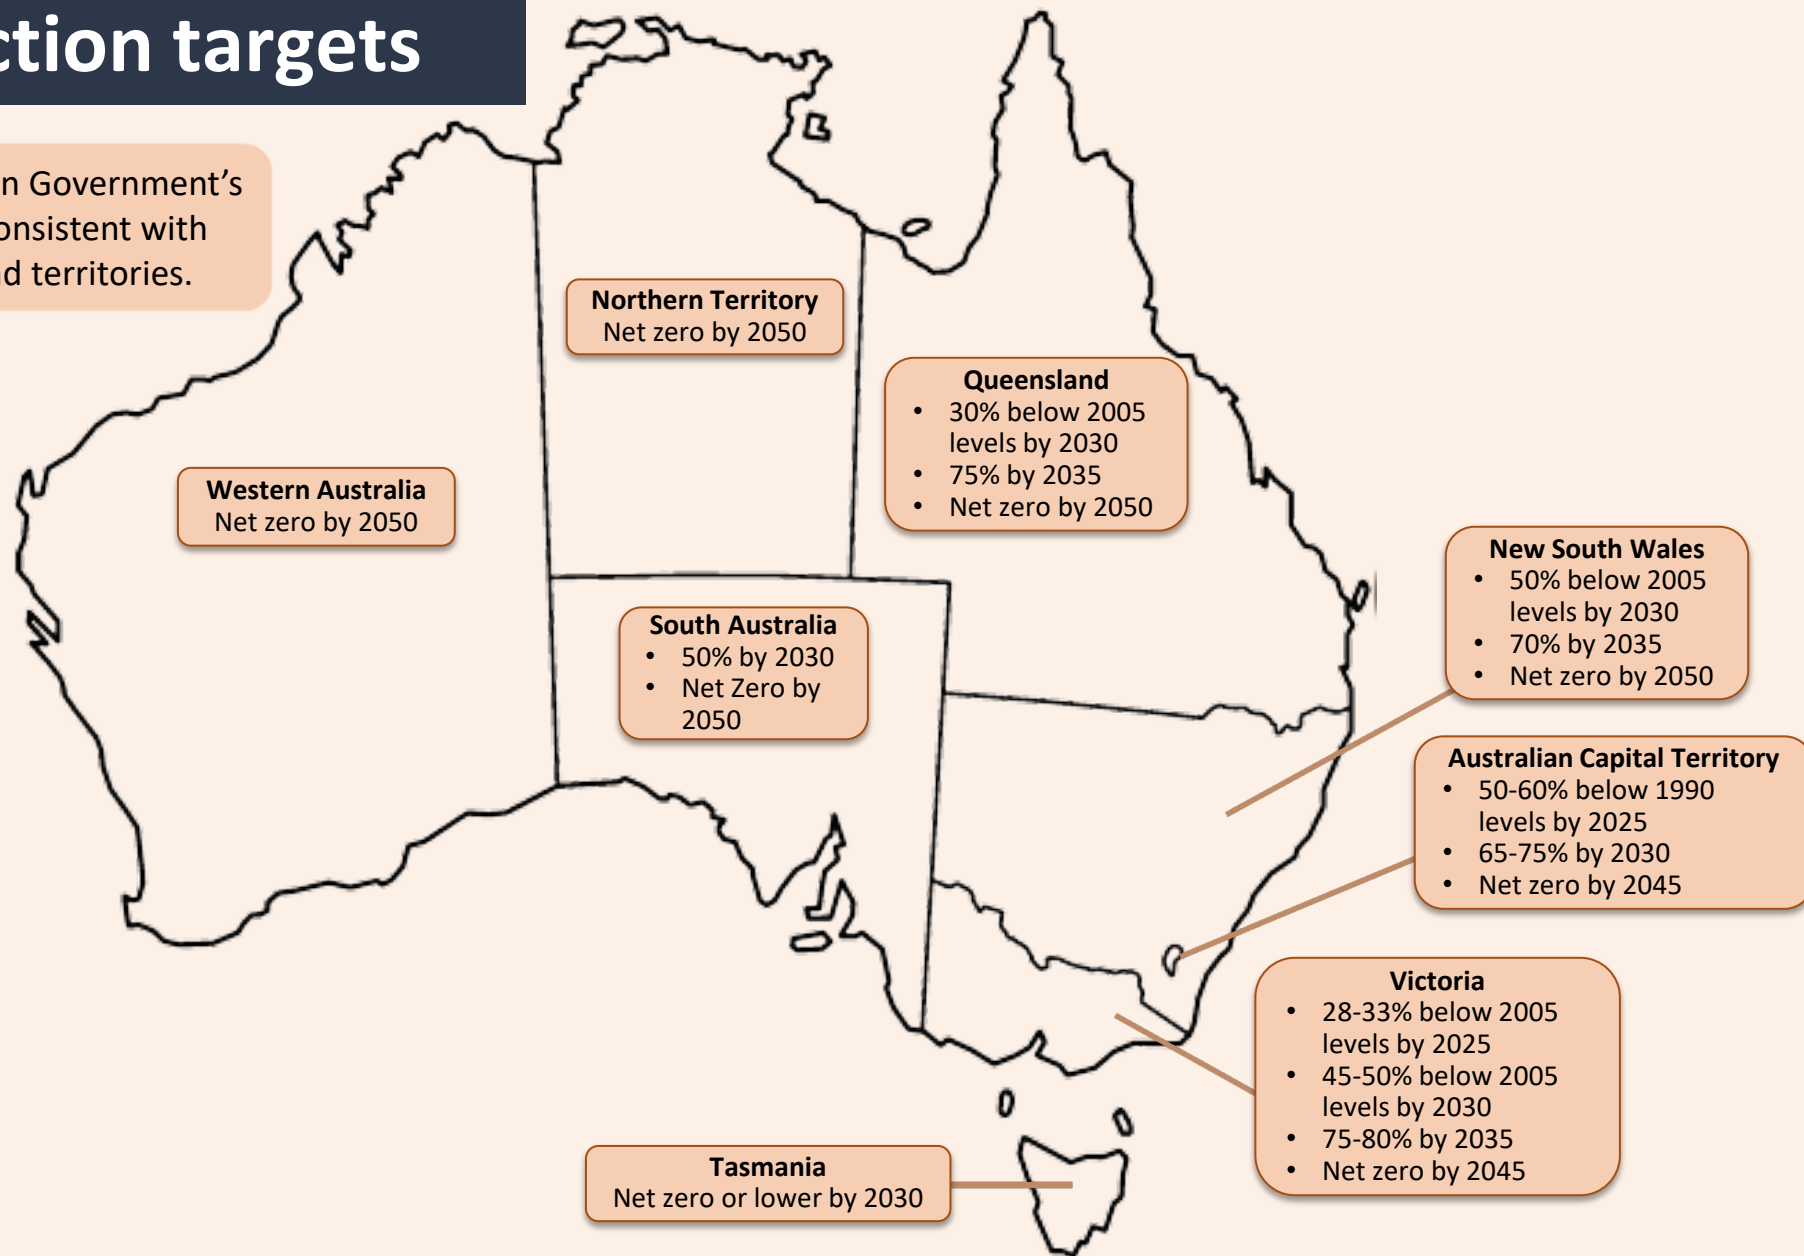 ction targets
n Government’s
onsistent with
d territories.
Northern Territory
Net zero by 2050
Queensland
• 30% below 2005
levels by 2030
• 75% by 2035
• Net zero by 2050
Western Australia
Net zero by 2050
New South Wales
• 50% below 2005
levels by 2030
• 70% by 2035
• Net zero by 2050
South Australia
• 50% by 2030
• Net Zero by
2050
Australian Capital Territory
• 50-60% below 1990
levels by 2025
• 65-75% by 2030
• Net zero by 2045
Victoria
• 28-33% below 2005
levels by 2025
• 45-50% below 2005
levels by 2030
• 75-80% by 2035
• Net zero by 2045
Tasmania
Net zero or lower by 2030